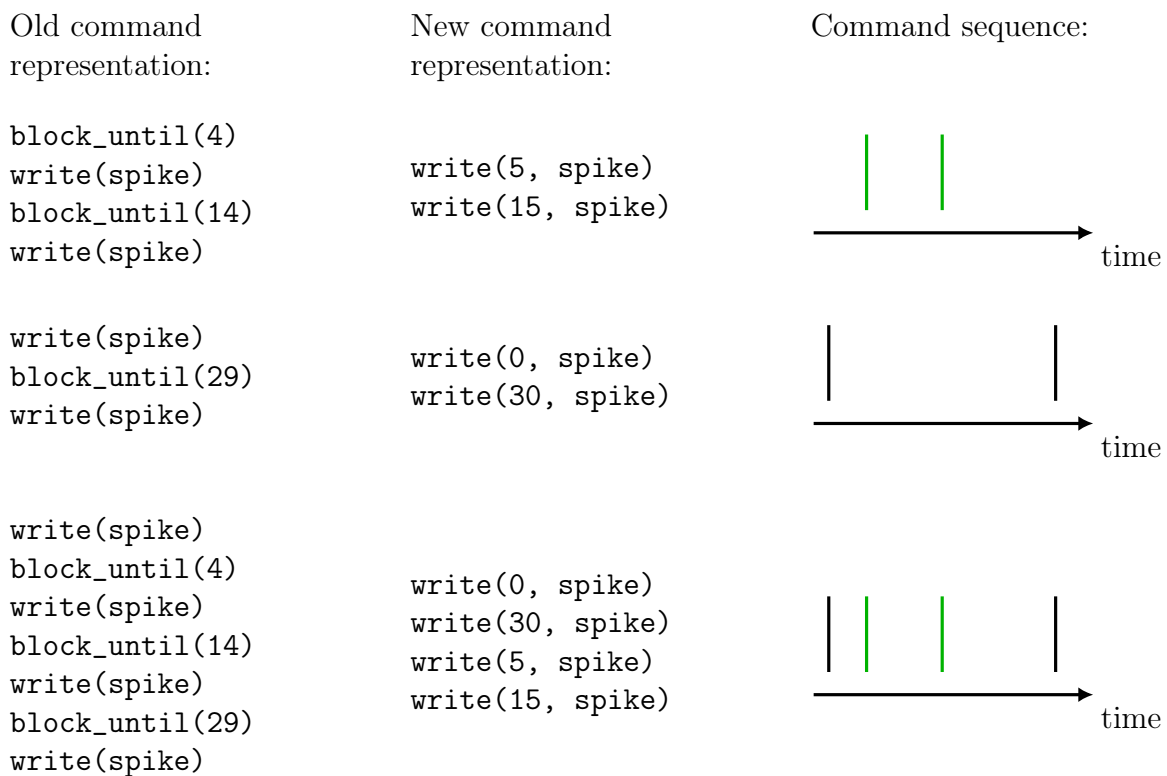 Old command
representation:
New command
representation:
Command sequence:
block_until(4)
write(spike)
block_until(14)
write(spike)
write(5, spike)
write(15, spike)
time
write(spike)
block_until(29)
write(spike)
write(0, spike)
write(30, spike)
time
write(spike)
block_until(4)
write(spike)
block_until(14)
write(spike)
block_until(29)
write(spike)
write(0, spike)
write(30, spike)
write(5, spike)
write(15, spike)
time